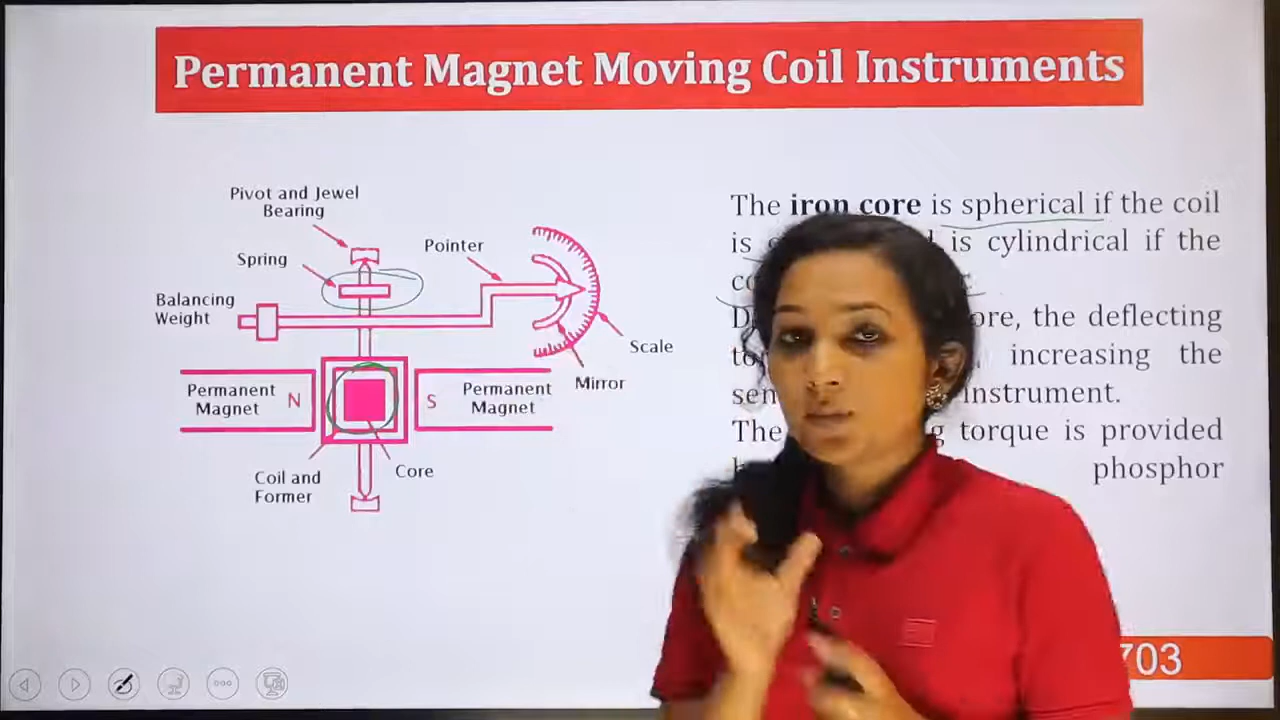 Permanent Magnet Moving Coil Instruments
Pivot and Jewel
Bearing
Spring
Pointer
Balancing
Weight
Scale
Mirror
Permanent
Magnet
N
S
Permanent
Magnet
Coil and
Former
Core
The iron core is spherical if the coil
is is cylindrical if the
the deflecting
increasing the
instrument.
The torque is provided
phosphor
703